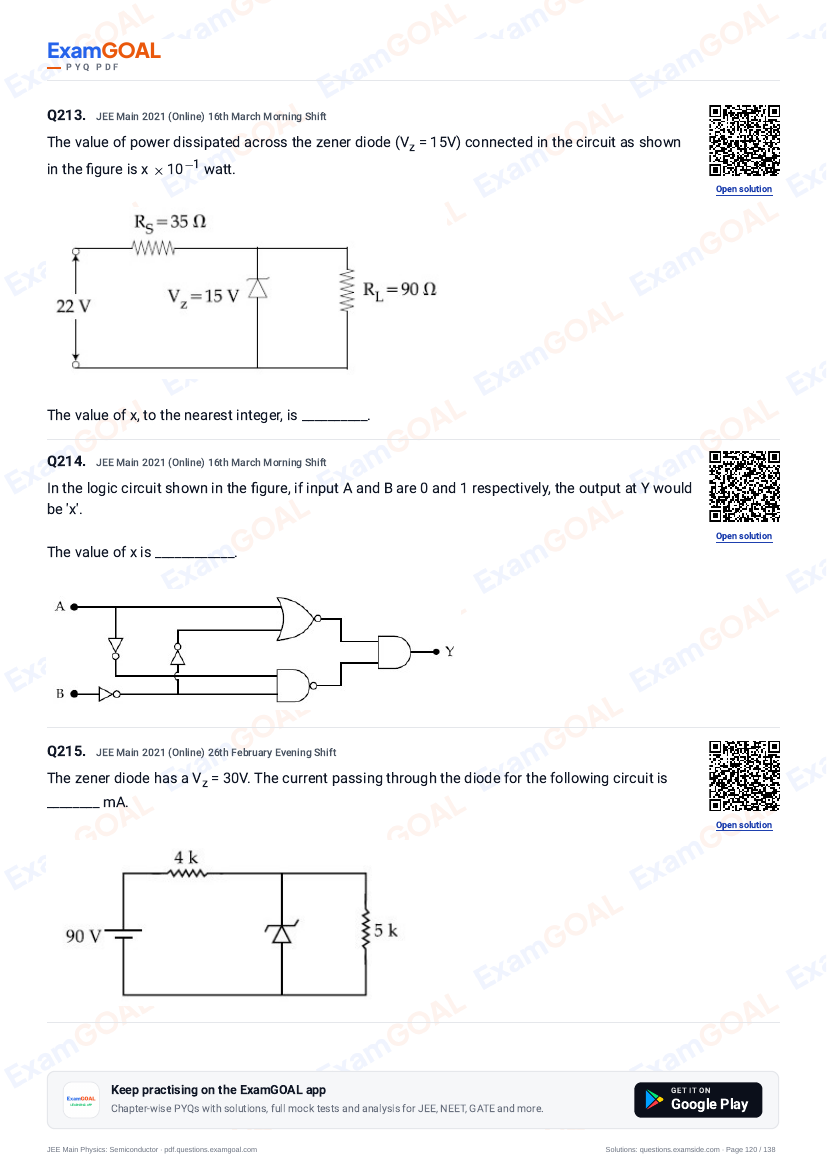 ExamGOAL
PYQ PDF
Q213. JEE Main 2021 (Online) 16th March Morning Shift
The value of power dissipated across the zener diode (Vz = 15V) connected in the circuit as shown
in the figure is x × 10−1 watt.
Open solution
RS=35 Ω
22 V
Vz=15 V
RL=90 Ω
The value of x, to the nearest integer, is __________.
Q214. JEE Main 2021 (Online) 16th March Morning Shift
In the logic circuit shown in the figure, if input A and B are 0 and 1 respectively, the output at Y would
be 'x'.
Open solution
The value of x is ____________.
A
Y
B
Q215. JEE Main 2021 (Online) 26th February Evening Shift
The zener diode has a Vz = 30V. The current passing through the diode for the following circuit is
________ mA.
Open solution
4 k
90 V
5 k
Keep practising on the ExamGOAL app
Chapter-wise PYQs with solutions, full mock tests and analysis for JEE, NEET, GATE and more.
ExamGOAL
GET IT ON
Google Play
JEE Main Physics: Semiconductor · pdf.questions.examgoal.com
Solutions: questions.examside.com · Page 120 / 138